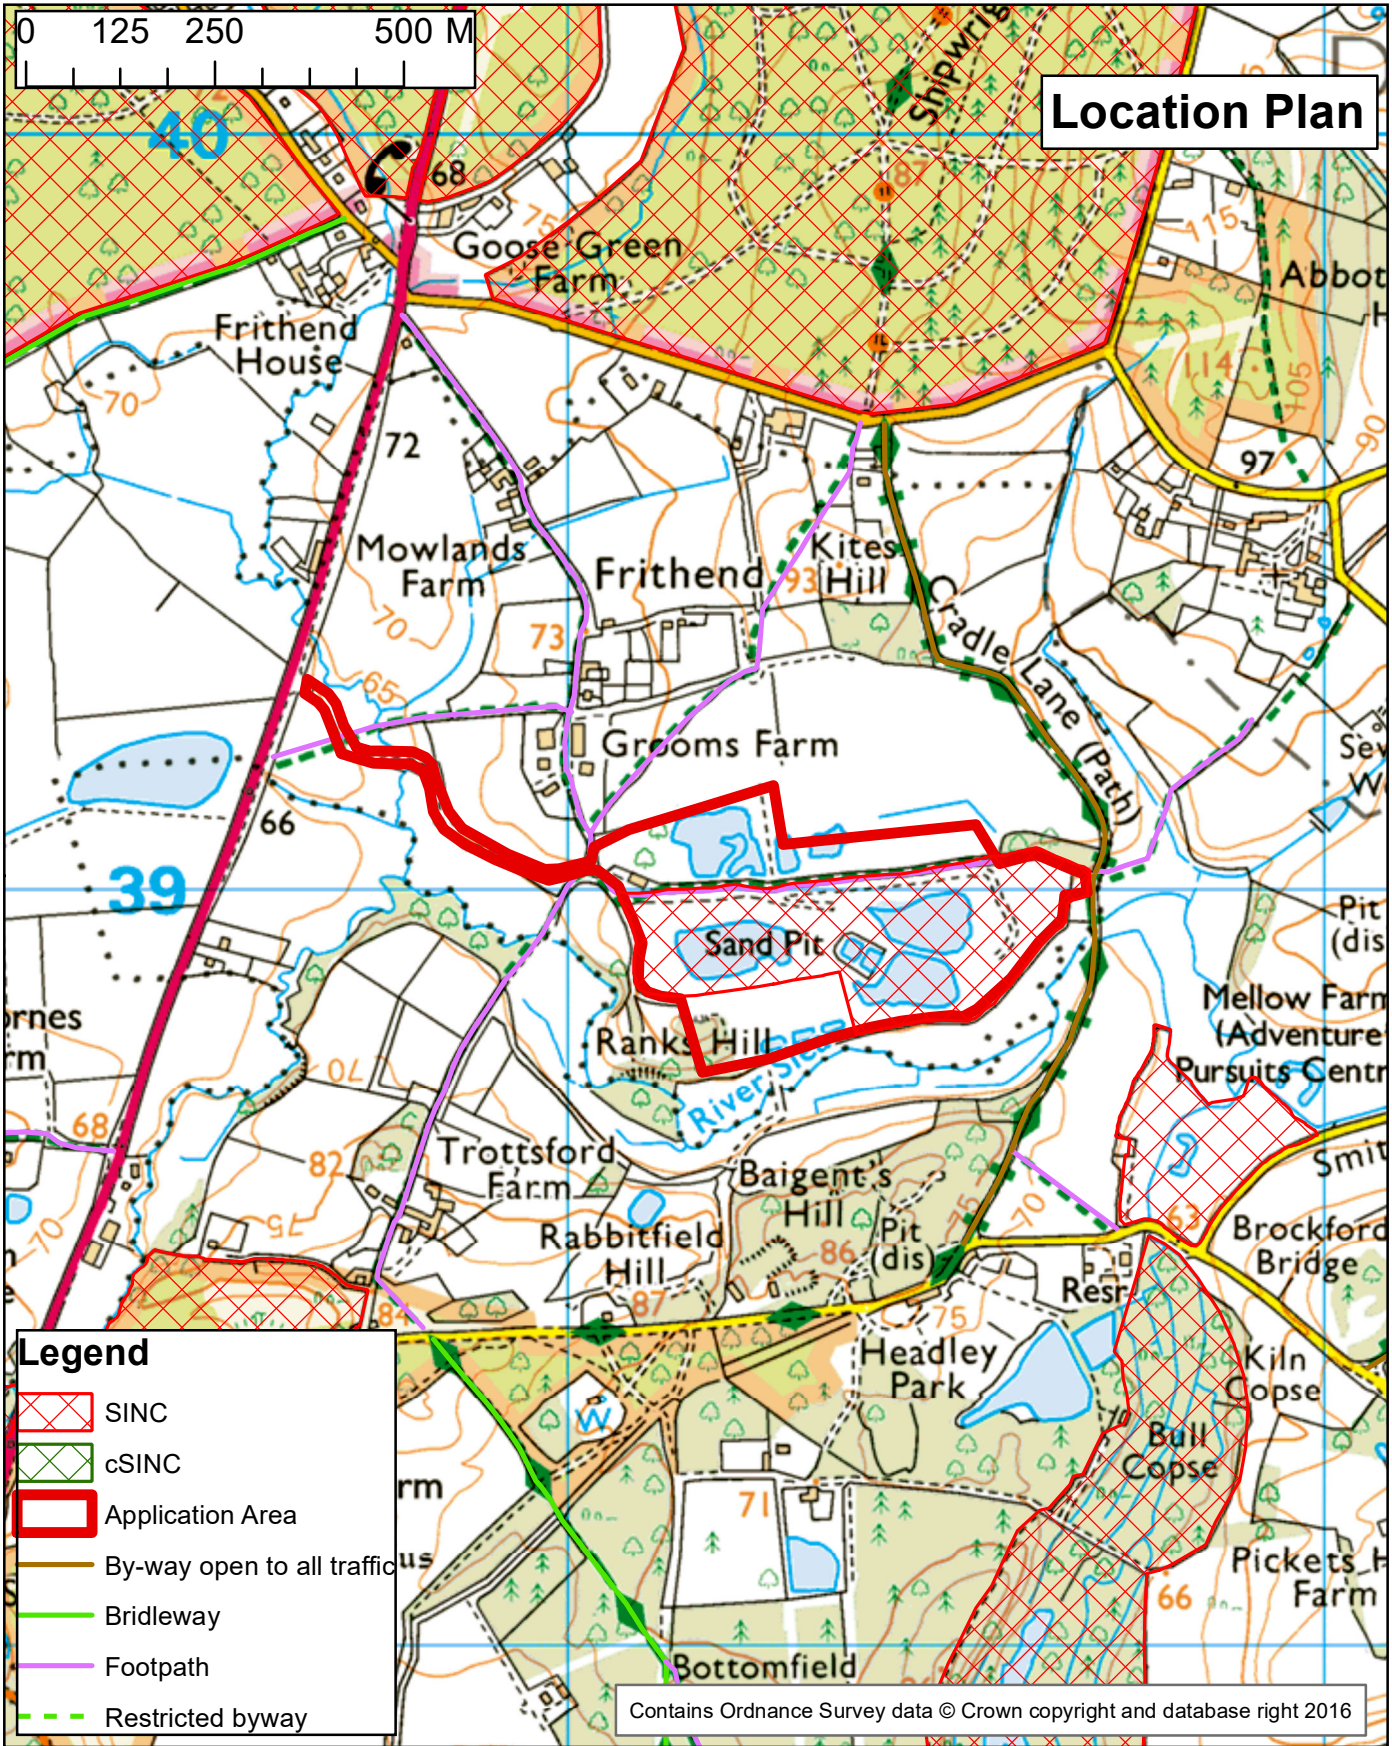 0 125 250 500 M
Location Plan
40
68
87
75
115
Goose Green
Farm
Abbot
Frithend
House
114
105
70
72
97
90
Mowlands
Farm
Frithend
93
Kites
Hill
Cradle Lane (Path)
70
73
65
Grooms Farm
66
39
Sand Pit
Pit
(dis
Mellow Farm
(Adventure
Pursuits Centr
Ranks Hill
River Slea
70
68
82
Trottsford
Farm
Baigent's
Hill
75
70
Smit
63
75
70
Rabbitfield
Hill
86
Pit
(dis)
Brockford
Bridge
87
84
75
Resr
Headley
Park
Kiln
Copse
W
Bull
Copse
71
Pickets H
Farm
66
Bottomfield
Legend
SINC
cSINC
Application Area
By-way open to all traffic
Bridleway
Footpath
Restricted byway
Contains Ordnance Survey data © Crown copyright and database right 2016